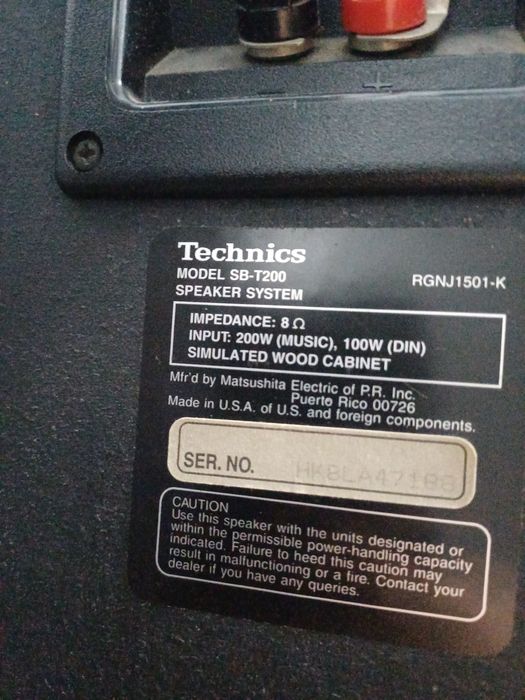 - +
Technics
MODEL SB-T200
RGNJ1501-K
SPEAKER SYSTEM
IMPEDANCE: 8 Ω
INPUT: 200W (MUSIC), 100W (DIN)
SIMULATED WOOD CABINET
Mfr'd by Matsushita Electric of P.R. Inc.
Puerto Rico 00726
Made in U.S.A. of U.S. and foreign components.
SER. NO.
CAUTION
Use this speaker with the units designated or
within the permissible power-handling capacity
indicated. Failure to heed this caution may
result in malfunctioning or a fire. Contact your
dealer if you have any queries.